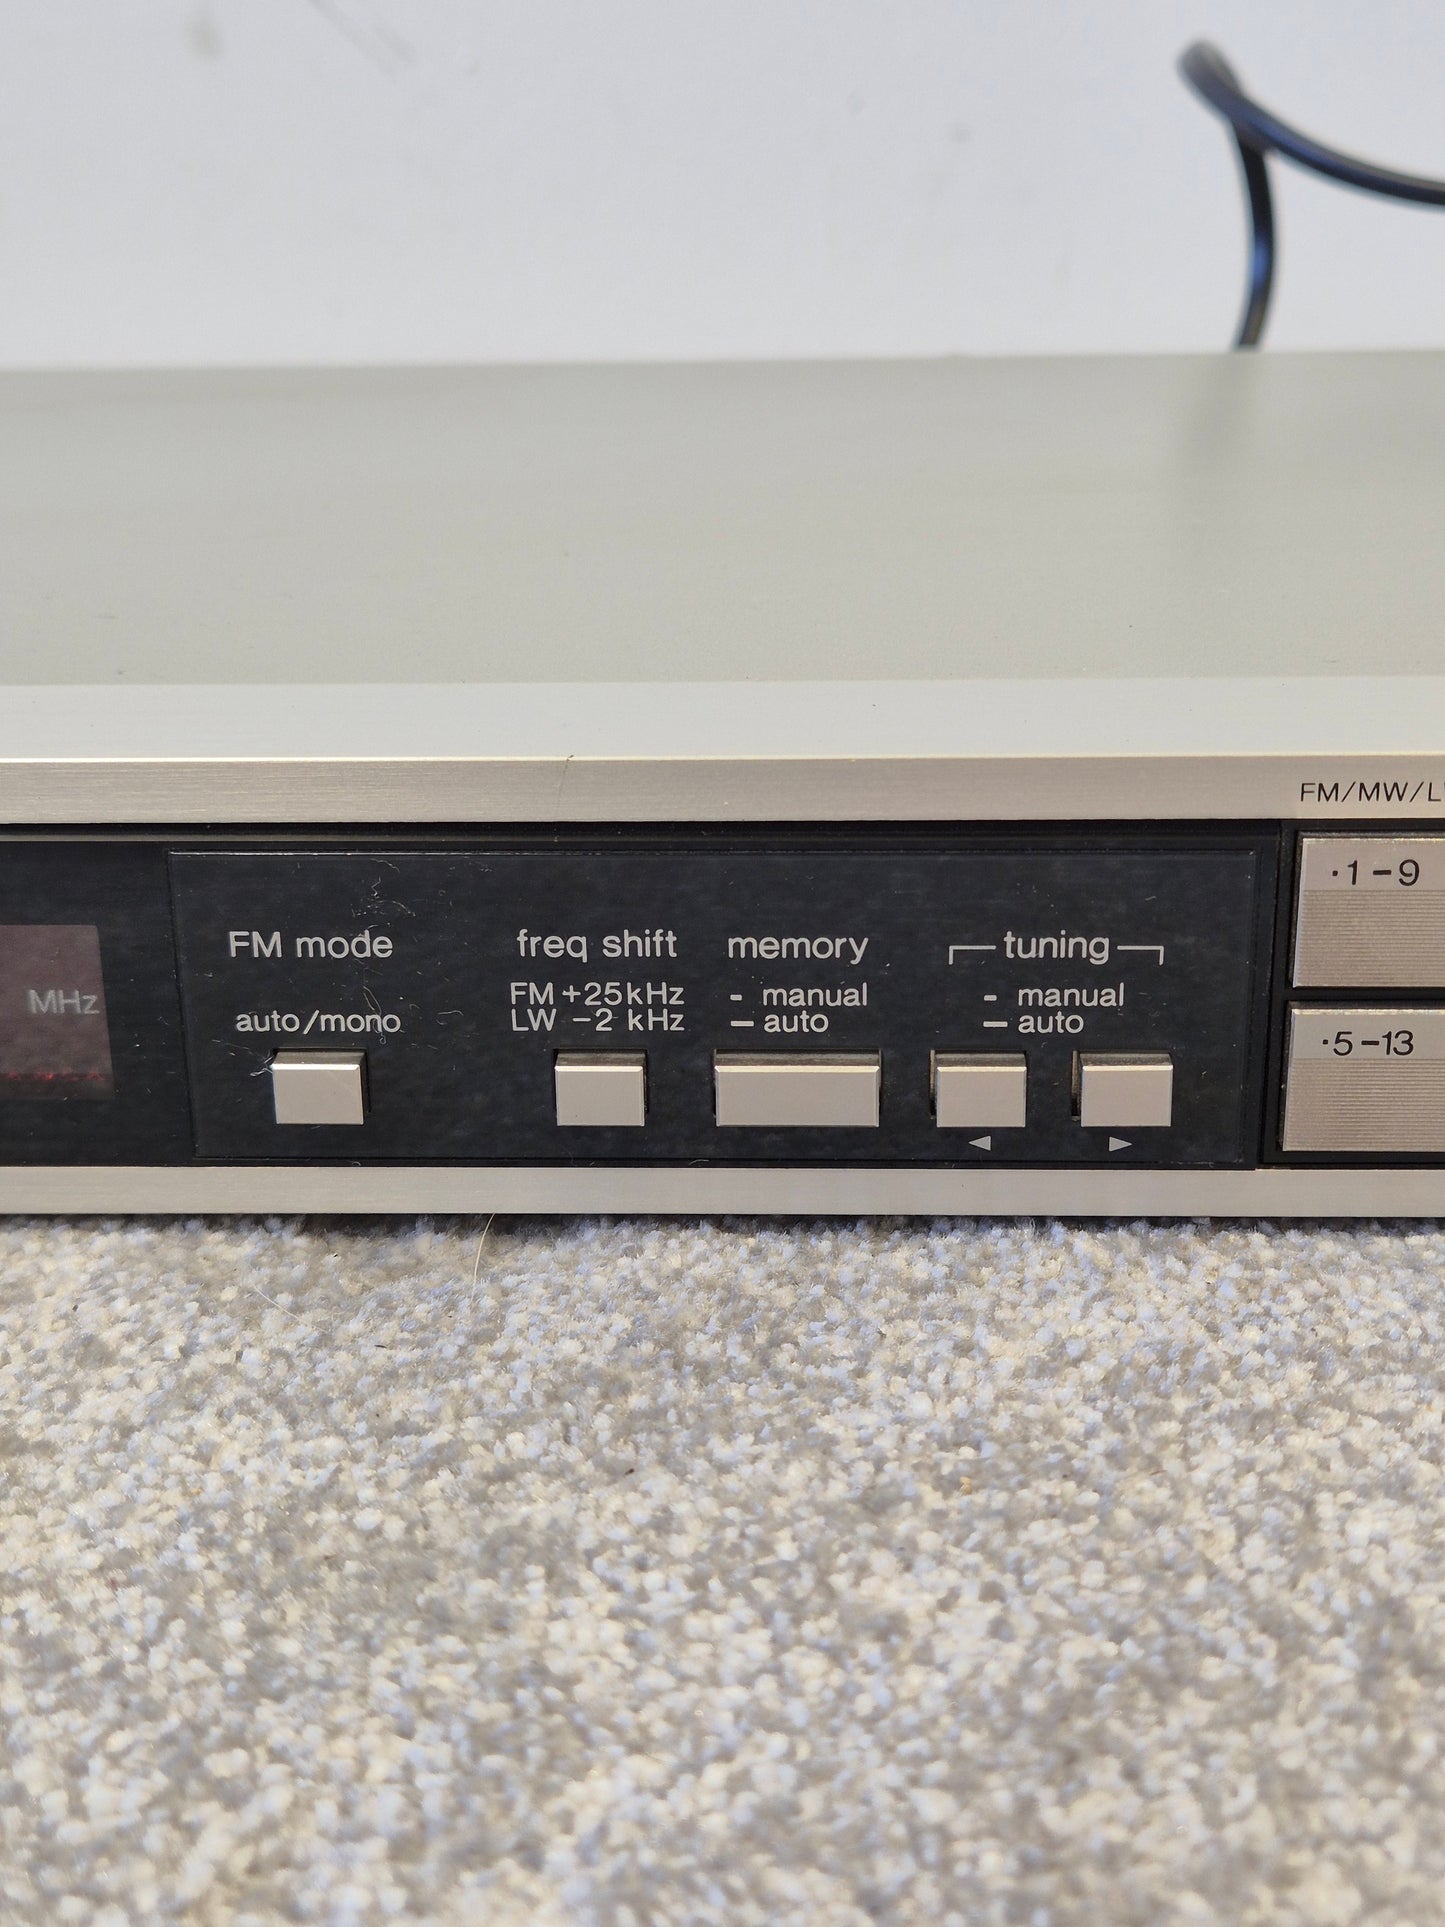 FM/MW/L
·1-9
FM mode
freq shift
memory
tuning
MHz
FM +25kHz
- manual
- manual
auto/mono
LW -2 kHz
– auto
– auto
·5-13
◄ ►